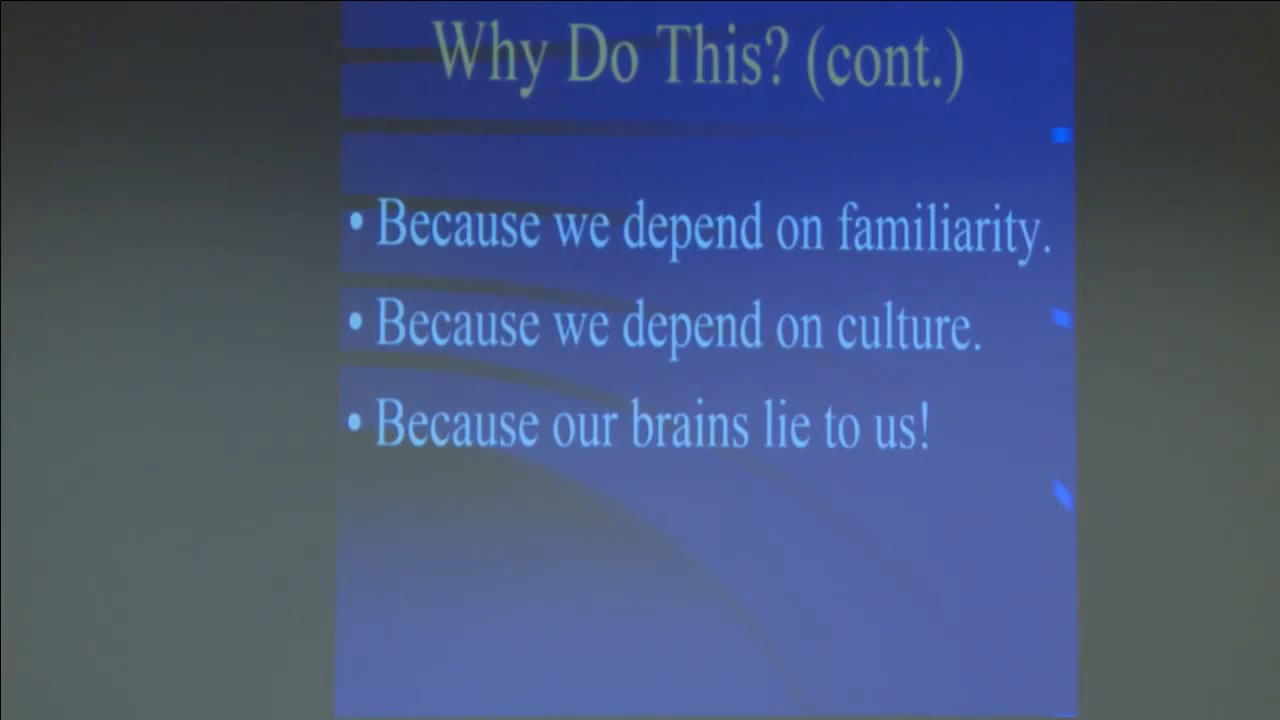 Why Do This? (cont.)
• Because we depend on familiarity.
• Because we depend on culture.
• Because our brains lie to us!